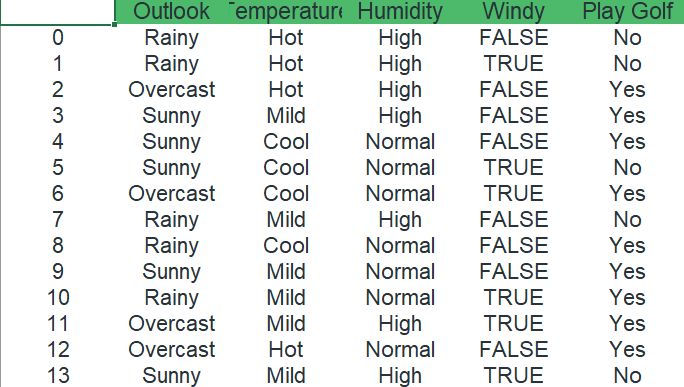 Outlook Temperature Humidity Windy Play Golf
0 Rainy Hot High FALSE No
1 Rainy Hot High TRUE No
2 Overcast Hot High FALSE Yes
3 Sunny Mild High FALSE Yes
4 Sunny Cool Normal FALSE Yes
5 Sunny Cool Normal TRUE No
6 Overcast Cool Normal TRUE Yes
7 Rainy Mild High FALSE No
8 Rainy Cool Normal FALSE Yes
9 Sunny Mild Normal FALSE Yes
10 Rainy Mild Normal TRUE Yes
11 Overcast Mild High TRUE Yes
12 Overcast Hot Normal FALSE Yes
13 Sunny Mild High TRUE No